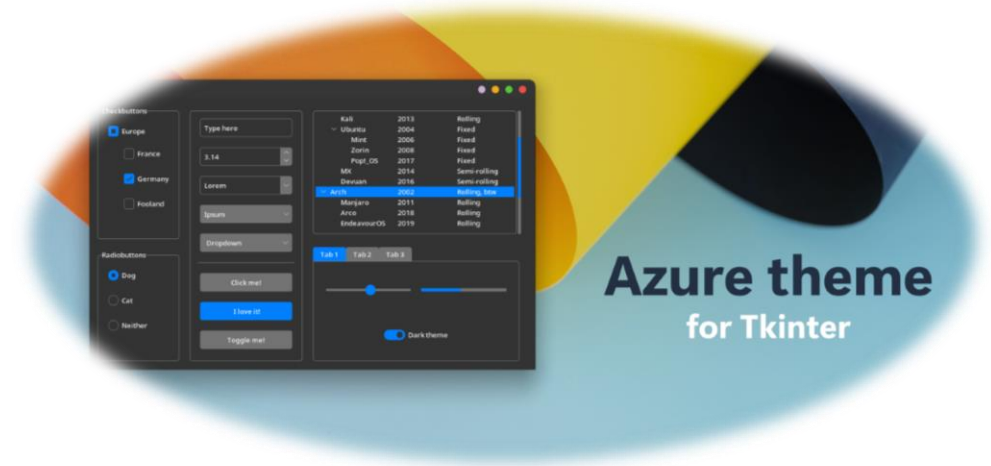 Checkbuttons
Europe
France
Germany
Fooland
Radiobuttons
Dog
Cat
Neither
Type here
3.14
Lorem
Ipsum
Dropdown
Click me!
I love it!
Toggle me!
Kali 2013 Rolling
Ubuntu 2004 Fixed
Mint 2006 Fixed
Zorin 2008 Fixed
Pop!_OS 2017 Fixed
MX 2014 Semi-rolling
Devuan 2016 Semi-rolling
Arch 2002 Rolling, btw
Manjaro 2011 Rolling
Arco 2018 Rolling
EndeavourOS 2019 Rolling
Tab 1 Tab 2 Tab 3
Dark theme
Azure theme
for Tkinter